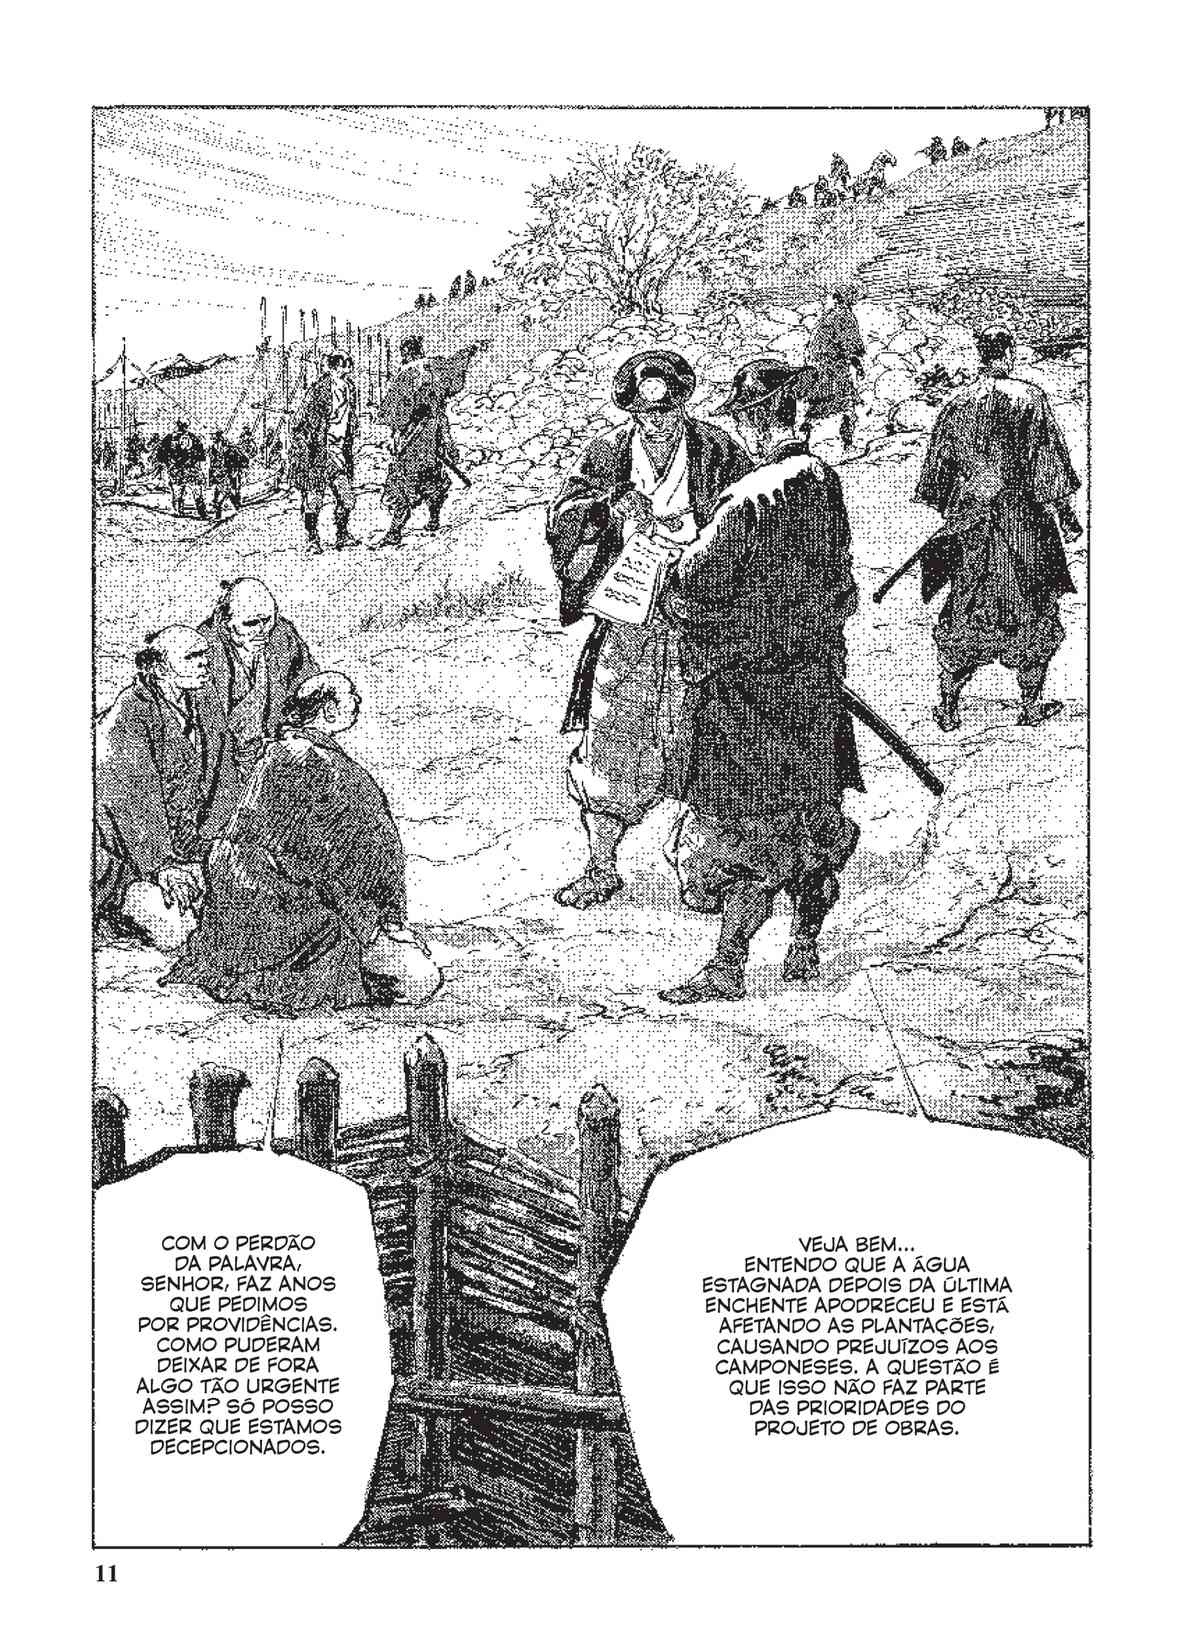 VEJA BEM...
ENTENDO QUE A ÁGUA
ESTAGNADA DEPOIS DA ÚLTIMA
ENCHENTE APODRECEU E ESTÁ
AFETANDO AS PLANTAÇÕES,
CAUSANDO PREJUÍZOS AOS
CAMPONESES. A QUESTÃO É
QUE ISSO NÃO FAZ PARTE
DAS PRIORIDADES DO
PROJETO DE OBRAS.
COM O PERDÃO
DA PALAVRA,
SENHOR, FAZ ANOS
QUE PEDIMOS
POR PROVIDÊNCIAS.
COMO PUDERAM
DEIXAR DE FORA
ALGO TÃO URGENTE
ASSIM? SÓ POSSO
DIZER QUE ESTAMOS
DECEPCIONADOS.
11